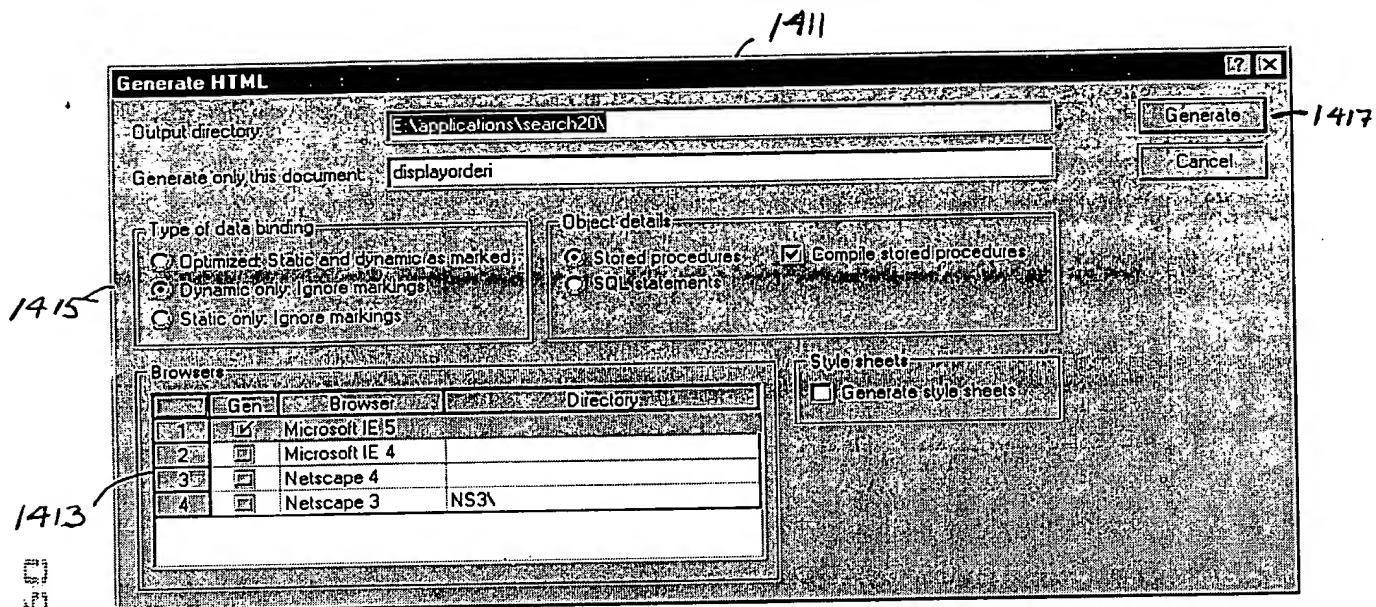 1411
Generate HTML
Output directory: E:\applications\search20\
Generate
1417
Generate only this document: displayorderi
Cancel
Type of data binding
Optimized: Static and dynamic as marked
Dynamic only: Ignore markings
Static only: Ignore markings
1415
Object details
Stored procedures
Compile stored procedures
SQL statements
Browsers
Gen Browser Directory
1 Microsoft IE 5
2 Microsoft IE 4
3 Netscape 4
4 Netscape 3 NS3\
1413
Style sheets
Generate style sheets